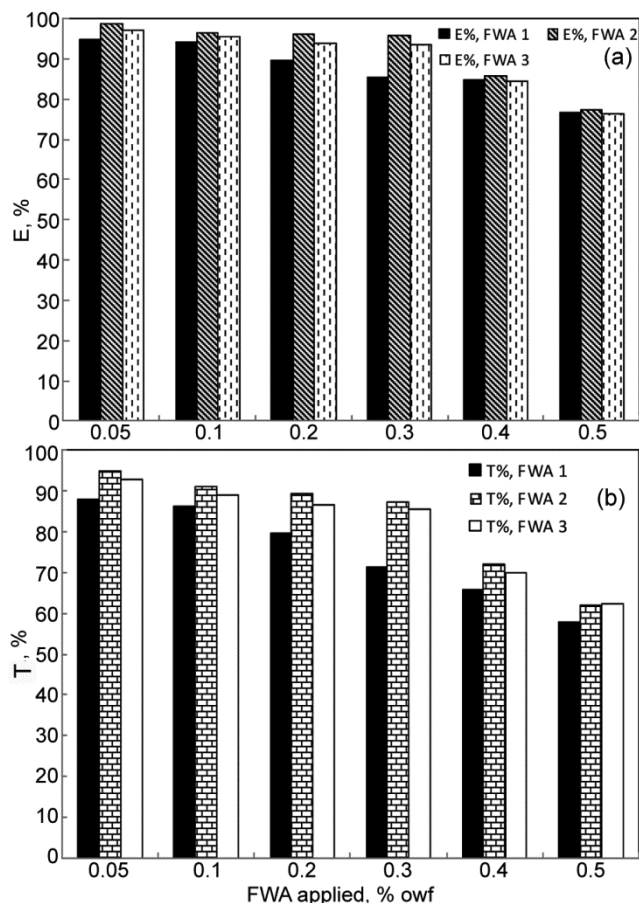 100
90
80
70
60
50
40
30
20
10
0
E, %
E%, FWA 1 E%, FWA 2
E%, FWA 3
(a)
0.05 0.1 0.2 0.3 0.4 0.5
100
90
80
70
60
50
40
30
20
10
0
T, %
T%, FWA 1
T%, FWA 2
T%, FWA 3
(b)
0.05 0.1 0.2 0.3 0.4 0.5
FWA applied, % owf